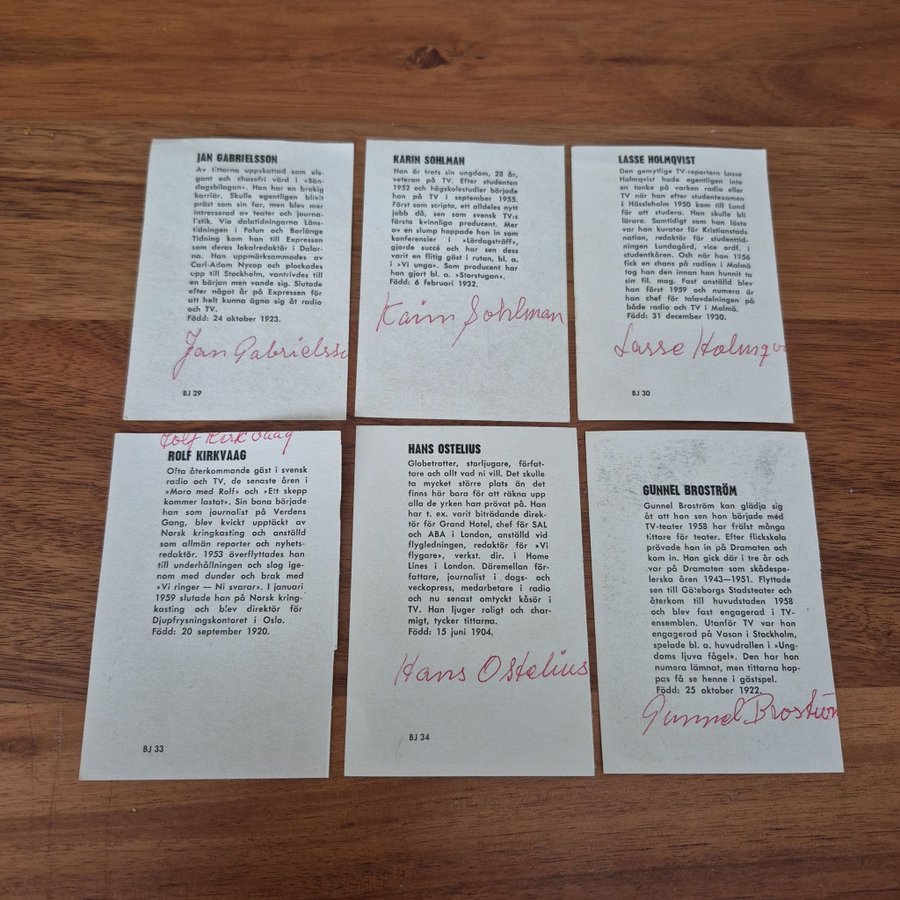 JAN GABRIELSSON
Av tittarna uppskattad som ele-
gant och chosefri värd i »Sön-
dagsbilagan». Han har en brokig
karriär. Skulle egentligen blivit
präst som sin far, men blev mer
intresserad av teater och journa-
l'stik. Via dalatidningarna Läns-
tidningen i Falun och Borlänge
Tidning kom han till Expressen
som deras lokalredaktör i Dalar-
na. Han uppmärksammades av
Carl-Adam Nycop och plockades
upp till Stockholm, vantrivdes till
en början men vande sig. Slutade
efter något år på Expressen för
att helt kunna ägna sig åt radio
och TV.
Född: 24 oktober 1923.
Jan Gabrielsso
BJ 29
KARIN SOHLMAN
Hon är trots sin ungdom, 28 år,
veteran på TV. Efter studenten
1952 och högskolestudier började
hon på TV i september 1955.
Först som scripta, ett alldeles nytt
jobb då, sen som svensk TV:s
första kvinnliga producent. Mer
av en slump hoppade hon in som
konferencier i »Lördagsträff»,
gjorde succé och har sen dess
varit en flitig gäst i rutan, bl. a.
i »Vi unga». Som producent har
hon gjort bl. a. »Storstugan».
Född: 6 februari 1932.
Karin Sohlman
LASSE HOLMQVIST
Den gemytlige TV-reportern Lasse
Holmqvist hade egentligen inte
en tanke på varken radio eller
TV när han efter studentexamen
i Hässleholm 1950 kom till Lund
för att studera. Han skulle bli
lärare. Samtidigt som han läste
var han kurator för Kristianstads
nation, redaktör för studenttid-
ningen Lundagård, vice ordf. i
studentkåren. Och när han 1956
fick en chans på radion i Malmö
tog han den innan han hunnit ta
sin fil. mag. Fast anställd blev
han först 1959 och numera är
han chef för talavdelningen på
både radio och TV i Malmö.
Född: 31 december 1930.
Lasse Holmqv
BJ 30
Rolf Kirkvaag
ROLF KIRKVAAG
Ofta återkommande gäst i svensk
radio och TV, de senaste åren i
»Mora med Rolf» och »Ett skepp
kommer lastat». Sin bana började
han som journalist på Verdens
Gang, blev kvickt upptäckt av
Norsk kringkasting och anställd
som allmän reporter och nyhets-
redaktör. 1953 överflyttades han
till underhållningen och slog ige-
nom med dunder och brak med
»Vi ringer — Ni svarar». I januari
1959 slutade han på Norsk kring-
kasting och blev direktör för
Djupfrysningskontoret i Oslo.
Född: 20 september 1920.
BJ 33
HANS OSTELIUS
Globetrotter, storljugare, förfat-
tare och allt vad ni vill. Det skulle
ta mycket större plats än det
finns här bara för att räkna upp
alla de yrken han prövat på. Han
har t. ex. varit biträdande direk-
tör för Grand Hotel, chef för SAL
och ABA i London, anställd vid
flygledningen, redaktör för »Vi
flygare», verkst. dir. i Home
Lines i London. Däremellan för-
fattare, journalist i dags- och
veckopress, medarbetare i radio
och nu senast omtyckt kåsör i
TV. Han ljuger roligt och char-
migt, tycker tittarna.
Född: 15 juni 1904.
Hans Ostelius
BJ 34
GUNNEL BROSTRÖM
Gunnel Broström kan glädja sig
åt att hon sen hon började med
TV-teater 1958 har frälst många
tittare för teater. Efter flickskola
prövade hon in på Dramaten och
kom in. Hon gick där i tre år och
var på Dramaten som skådespe-
lerska åren 1943—1951. Flyttade
sen till Göteborgs Stadsteater och
återkom till huvudstaden 1958
och blev fast engagerad i TV-
ensemblen. Utanför TV var hon
engagerad på Vasan i Stockholm,
spelade bl. a. huvudrollen i »Ung-
doms ljuva fågel». Den har hon
numera lämnat, men tittarna hop-
pas få se henne i gästspel.
Född: 25 oktober 1922.
Gunnel Broström